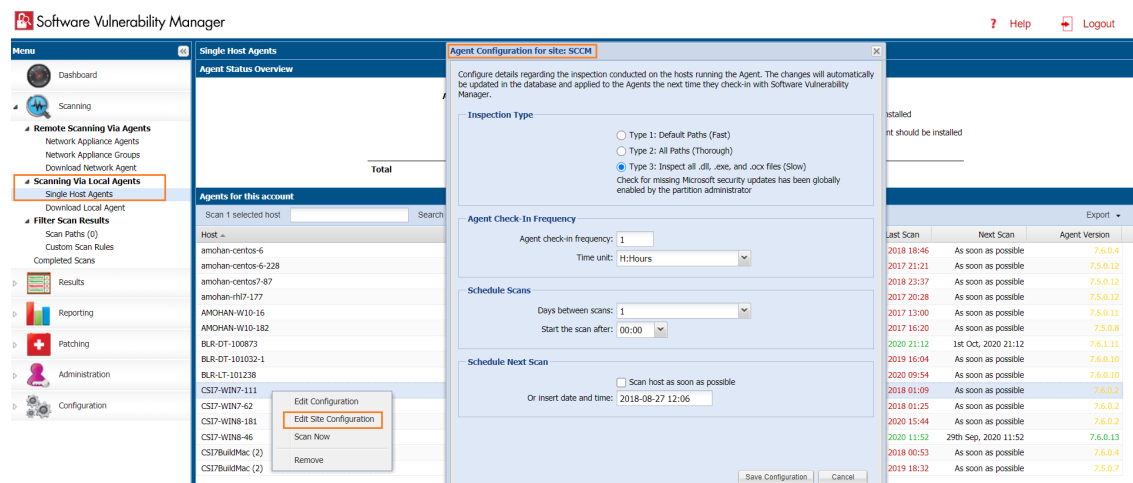 Software Vulnerability Manager
? Help
Logout
Menu
Dashboard
Scanning
Remote Scanning Via Agents
Network Appliance Agents
Network Appliance Groups
Download Network Agent
Scanning Via Local Agents
Single Host Agents
Download Local Agent
Filter Scan Results
Scan Paths (0)
Custom Scan Rules
Completed Scans
Results
Reporting
Patching
Administration
Configuration
Single Host Agents
Agent Status Overview
Total
nstalled
nt should be installed
Agents for this account
Scan 1 selected host Search
Export
Host Last Scan Next Scan Agent Version
amohan-centos-6 2018 18:46 As soon as possible 7.6.0.4
amohan-centos-6-228 2017 21:21 As soon as possible 7.5.0.12
amohan-centos7-87 2018 23:37 As soon as possible 7.5.0.12
amohan-rhl7-177 2017 20:28 As soon as possible 7.5.0.12
AMOHAN-W10-16 2017 13:00 As soon as possible 7.5.0.11
AMOHAN-W10-182 2017 16:20 As soon as possible 7.5.0.8
BLR-DT-100873 2020 21:12 1st Oct, 2020 21:12 7.6.1.11
BLR-DT-101032-1 2019 16:04 As soon as possible 7.6.0.10
BLR-LT-101238 2020 09:54 As soon as possible 7.6.0.10
CSI7-WIN7-111 2018 01:09 As soon as possible 7.6.0.2
CSI7-WIN7-62 2018 01:25 As soon as possible 7.6.0.2
CSI7-WIN8-181 2020 15:44 As soon as possible 7.6.0.2
CSI7-WIN8-46 2020 11:52 29th Sep, 2020 11:52 7.6.0.13
CSI7BuildMac (2) 2018 00:53 As soon as possible 7.6.0.4
CSI7BuildMac (2) 2019 18:32 As soon as possible 7.5.0.7
Edit Configuration
Edit Site Configuration
Scan Now
Remove
Agent Configuration for site: SCCM
Configure details regarding the inspection conducted on the hosts running the Agent. The changes will automatically
be updated in the database and applied to the Agents the next time they check-in with Software Vulnerability
Manager.
Inspection Type
Type 1: Default Paths (Fast)
Type 2: All Paths (Thorough)
Type 3: Inspect all .dll, .exe, and .ocx files (Slow)
Check for missing Microsoft security updates has been globally
enabled by the partition administrator
Agent Check-In Frequency
Agent check-in frequency: 1
Time unit: H:Hours
Schedule Scans
Days between scans: 1
Start the scan after: 00:00
Schedule Next Scan
Scan host as soon as possible
Or insert date and time: 2018-08-27 12:06
Save Configuration Cancel